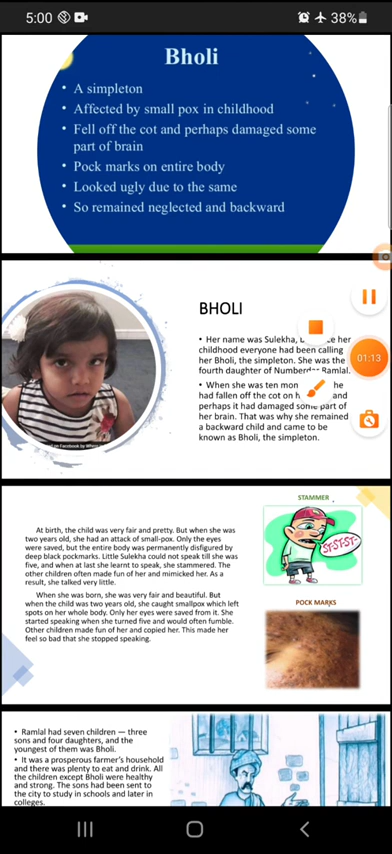 5:00
38%
Bholi
• A simpleton
• Affected by small pox in childhood
• Fell off the cot and perhaps damaged some
part of brain
• Pock marks on entire body
• Looked ugly due to the same
• So remained neglected and backward
BHOLI
• Her name was Sulekha, her
childhood everyone had been calling
her Bholi, the simpleton. She was the
fourth daughter of Numberdar Ramlal.
• When she was ten mon he
had fallen off the cot on h and
perhaps it had damaged some part of
her brain. That was why she remained
a backward child and came to be
known as Bholi, the simpleton.
01:13
on Facebook by
STAMMER
ST-ST-ST-
At birth, the child was very fair and pretty. But when she was
two years old, she had an attack of small-pox. Only the eyes
were saved, but the entire body was permanently disfigured by
deep black pockmarks. Little Sulekha could not speak till she was
five, and when at last she learnt to speak, she stammered. The
other children often made fun of her and mimicked her. As a
result, she talked very little.
When she was born, she was very fair and beautiful. But
when the child was two years old, she caught smallpox which left
spots on her whole body. Only her eyes were saved from it. She
started speaking when she turned five and would often fumble.
Other children made fun of her and copied her. This made her
feel so bad that she stopped speaking.
POCK MARKS
• Ramlal had seven children — three
sons and four daughters, and the
youngest of them was Bholi.
• It was a prosperous farmer's household
and there was plenty to eat and drink. All
the children except Bholi were healthy
and strong. The sons had been sent to
the city to study in schools and later in
colleges.